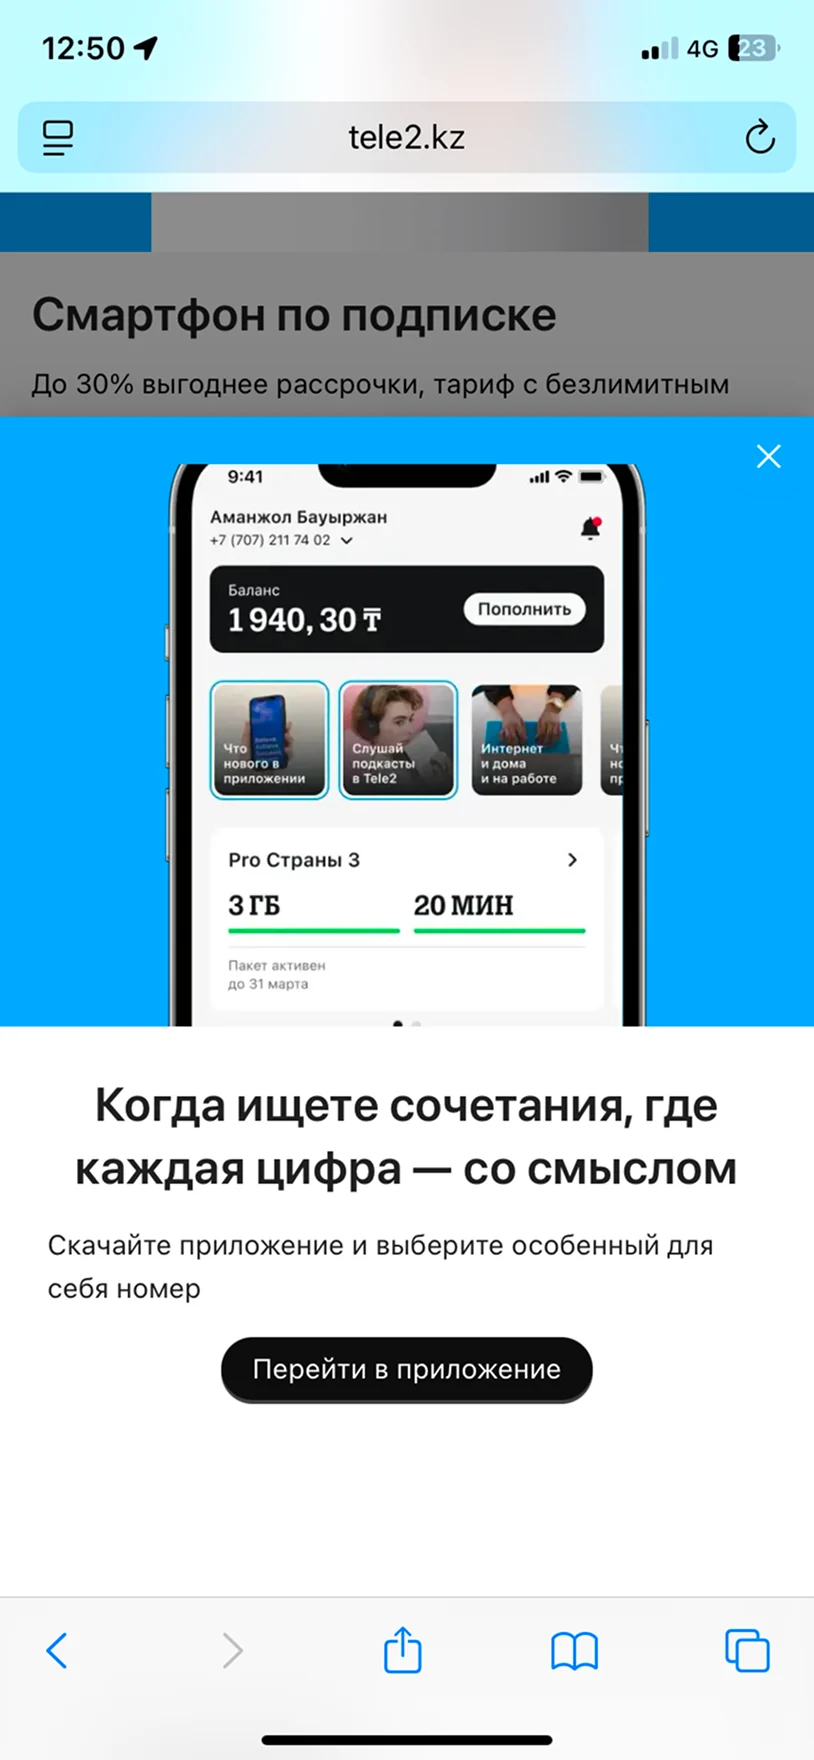 12:50
4G 23
tele2.kz
Смартфон по подписке
До 30% выгоднее рассрочки, тариф с безлимитным
9:41
Аманжол Бауыржан
+7 (707) 211 74 02
Баланс
1 940, 30 ₸
Пополнить
Что
нового в
приложении
Слушай
подкасты
в Tele2
Интернет
и дома
и на работе
Pro Страны 3
3 ГБ
20 МИН
Пакет активен
до 31 марта
Когда ищете сочетания, где
каждая цифра — со смыслом
Скачайте приложение и выберите особенный для
себя номер
Перейти в приложение